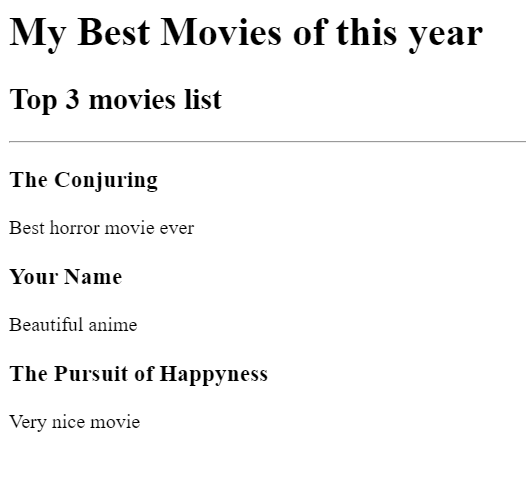 My Best Movies of this year
Top 3 movies list
The Conjuring
Best horror movie ever
Your Name
Beautiful anime
The Pursuit of Happyness
Very nice movie